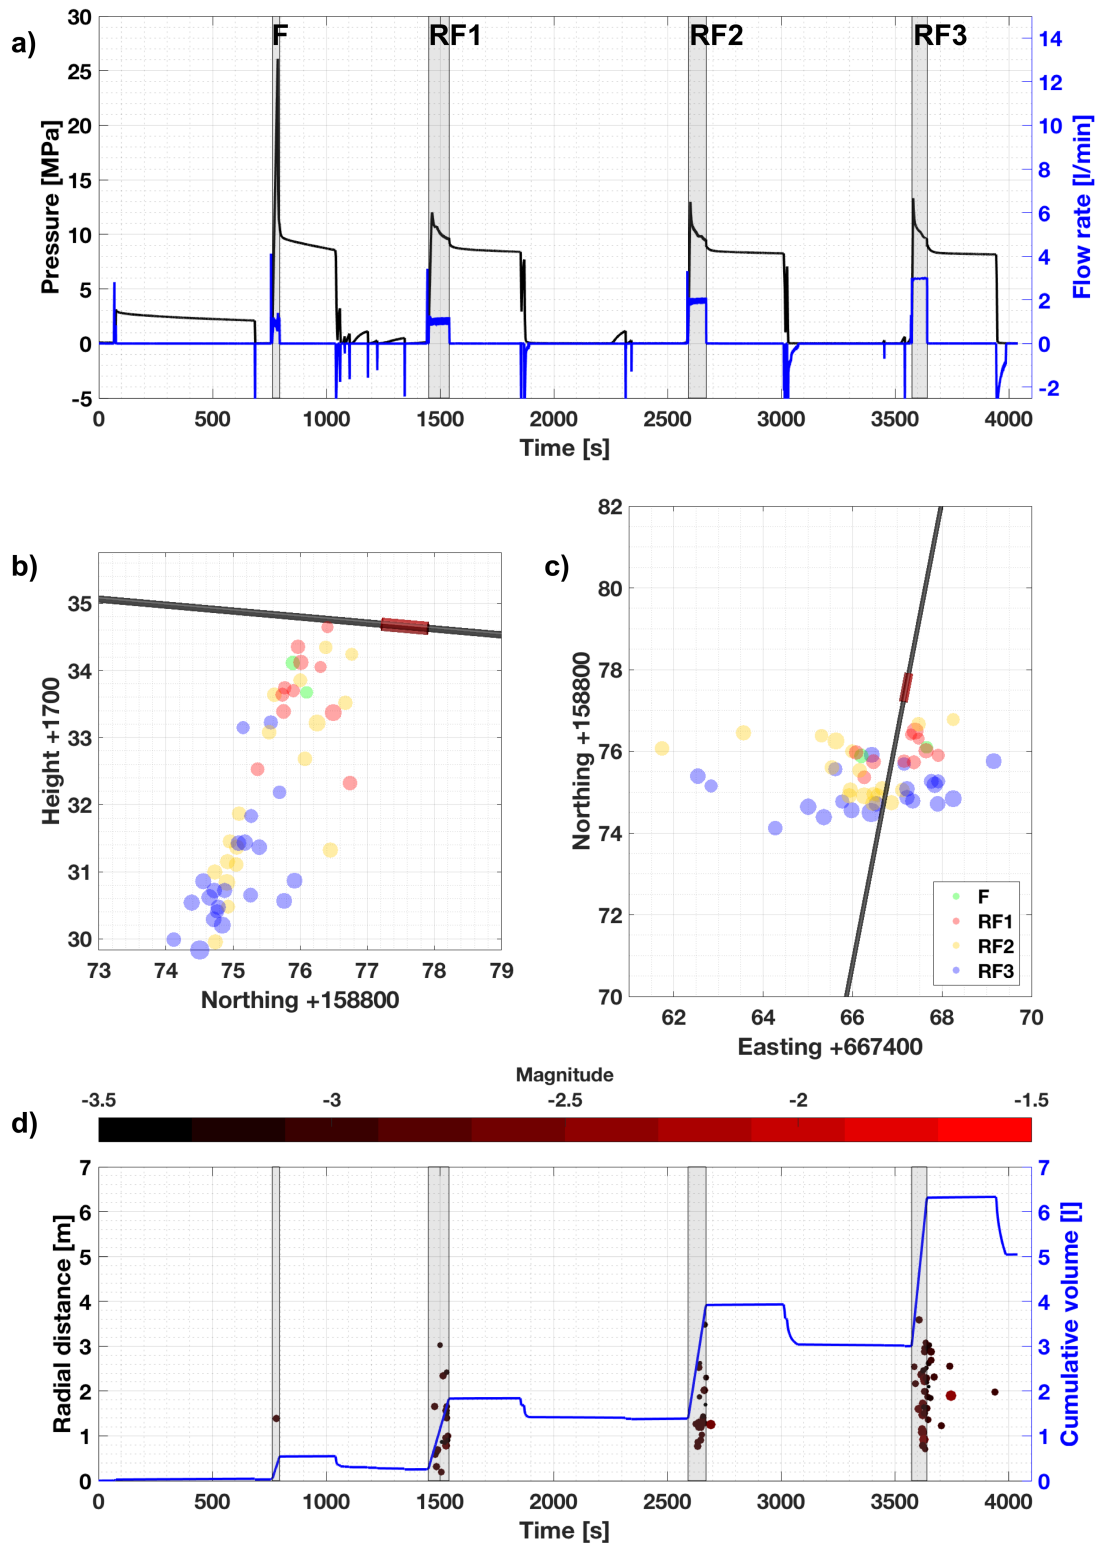 a)
F RF1 RF2 RF3
30 25 20 15 10 5 0 -5
Pressure [MPa]
14 12 10 8 6 4 2 0 -2
Flow rate [l/min]
0 500 1000 1500 2000 2500 3000 3500 4000
Time [s]
b)
35 34 33 32 31 30
Height +1700
73 74 75 76 77 78 79
Northing +158800
c)
82 80 78 76 74 72 70
Northing +158800
F
RF1
RF2
RF3
62 64 66 68 70
Easting +667400
Magnitude
-3.5 -3 -2.5 -2 -1.5
d)
7 6 5 4 3 2 1 0
Radial distance [m]
7 6 5 4 3 2 1 0
Cumulative volume [l]
0 500 1000 1500 2000 2500 3000 3500 4000
Time [s]